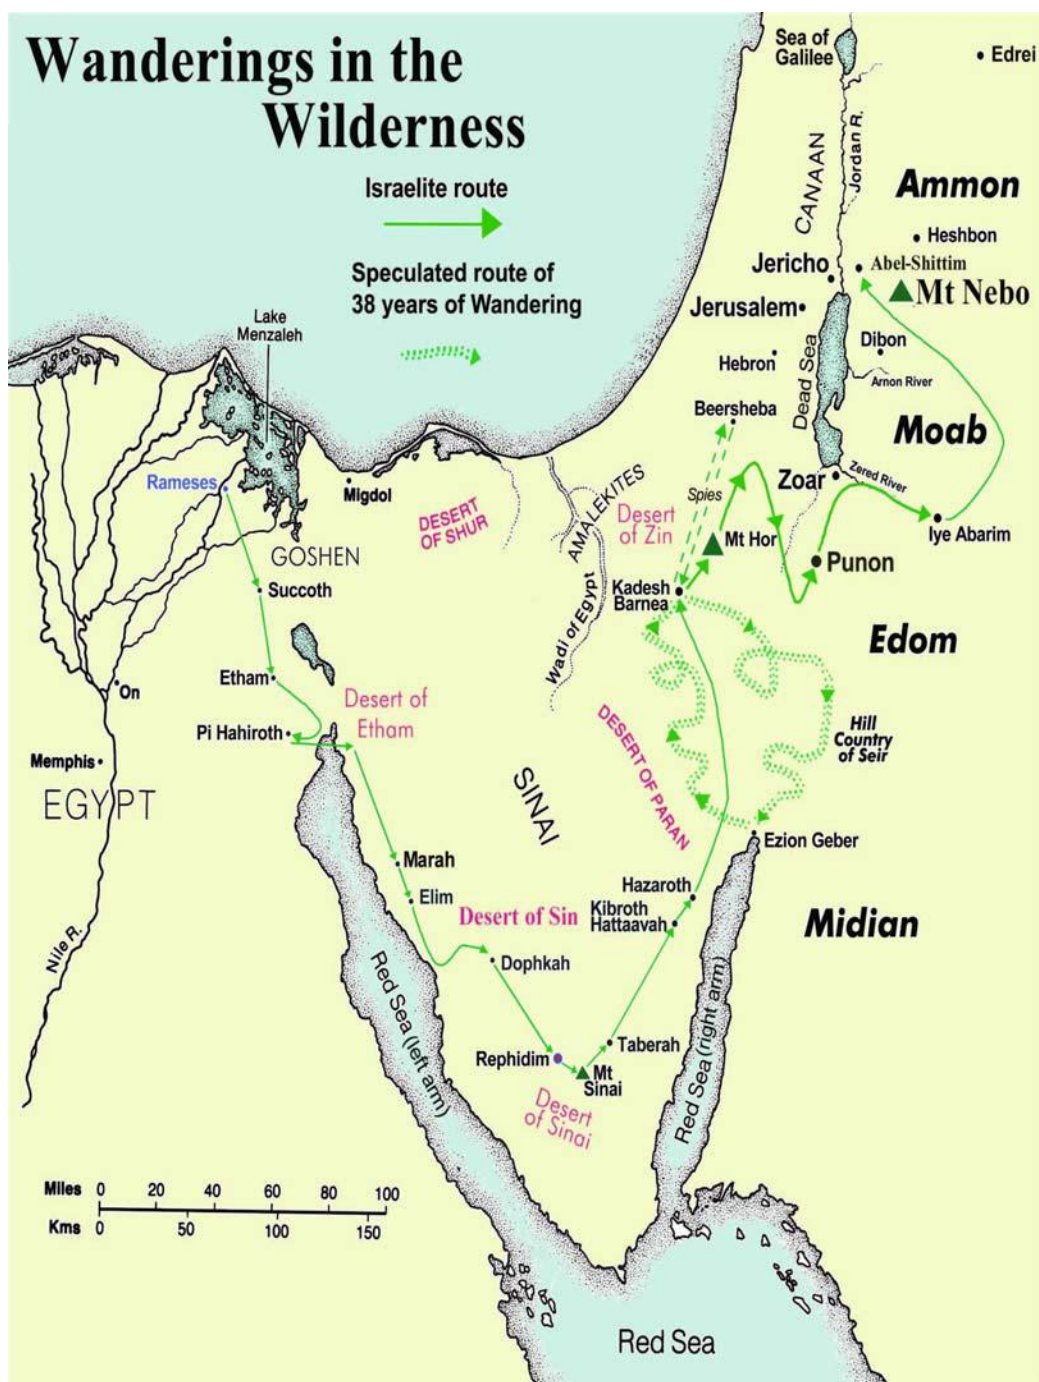 Wanderings in the
Wilderness
Israelite route
Speculated route of
38 years of Wandering
Sea of
Galilee
Edrei
Jordan R.
CANAAN
Ammon
Heshbon
Jericho
Abel-Shittim
Mt Nebo
Jerusalem
Lake
Menzaleh
Dibon
Hebron
Dead Sea
Arnon River
Beersheba
Moab
Rameses
Migdol
DESERT
OF SHUR
AMALEKITES
Spies
Zoar
Zered River
Desert
of Zin
Mt Hor
Iye Abarim
GOSHEN
Punon
Succoth
Kadesh
Barnea
Wadi of Egypt
Edom
Etham
On
Desert of
Etham
Pi Hahiroth
Hill
Country
of Seir
Memphis
DESERT OF PARAN
EGYPT
SINAI
Ezion Geber
Marah
Elim
Hazaroth
Desert of Sin
Kibroth
Hattaavah
Midian
Nile R.
Dophkah
Red Sea (left arm)
Red Sea (right arm)
Taberah
Rephidim
Mt
Sinai
Desert
of Sinai
Miles 0 20 40 60 80 100
Kms 0 50 100 150
Red Sea